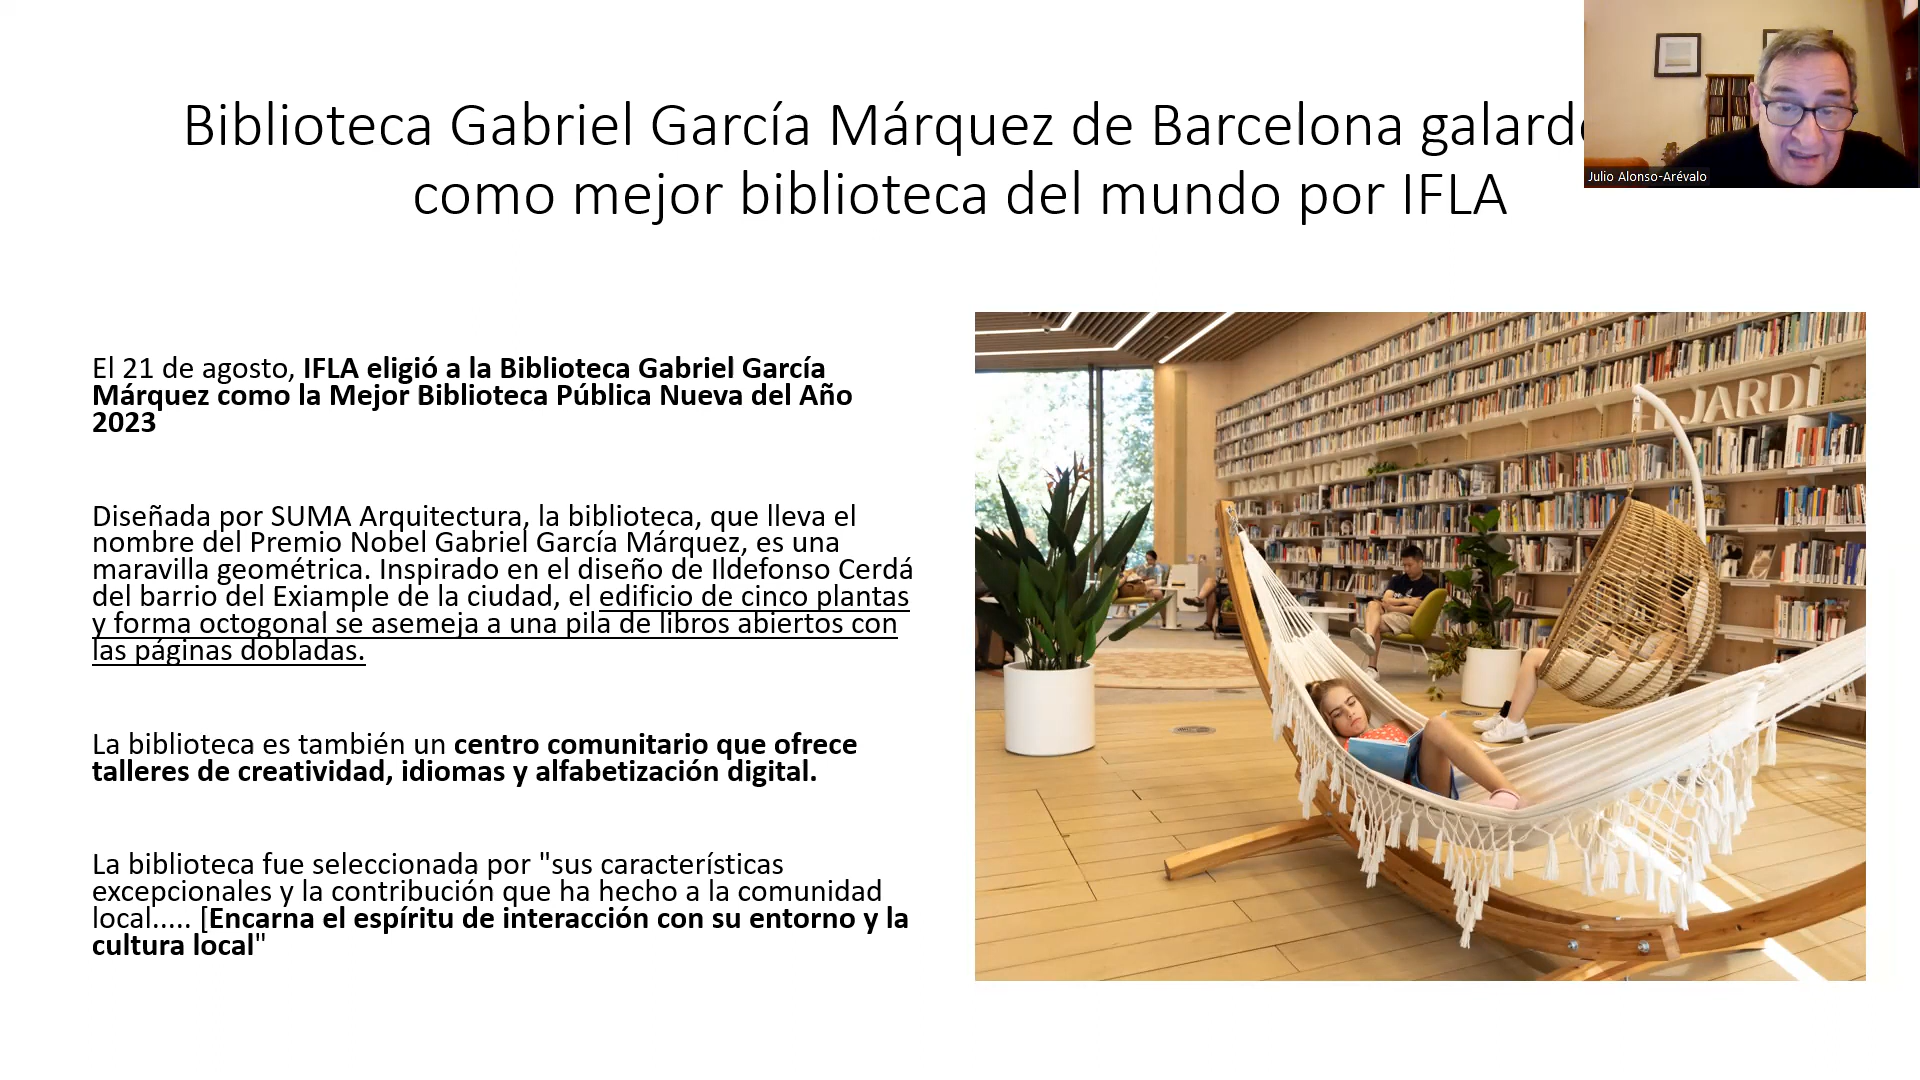 Biblioteca Gabriel García Márquez de Barcelona
como mejor biblioteca del mundo por IFLA
Julio Alonso-Arévalo
El 21 de agosto, IFLA eligió a la Biblioteca Gabriel García
Márquez como la Mejor Biblioteca Pública Nueva del Año
2023
Diseñada por SUMA Arquitectura, la biblioteca, que lleva el
nombre del Premio Nobel Gabriel García Márquez, es una
maravilla geométrica. Inspirado en el diseño de Ildefonso Cerdá
del barrio del Exiample de la ciudad, el edificio de cinco plantas
y forma octogonal se asemeja a una pila de libros abiertos con
las páginas dobladas.
La biblioteca es también un centro comunitario que ofrece
talleres de creatividad, idiomas y alfabetización digital.
La biblioteca fue seleccionada por "sus características
excepcionales y la contribución que ha hecho a la comunidad
local..... [Encarna el espíritu de interacción con su entorno y la
cultura local"
JARDÍ